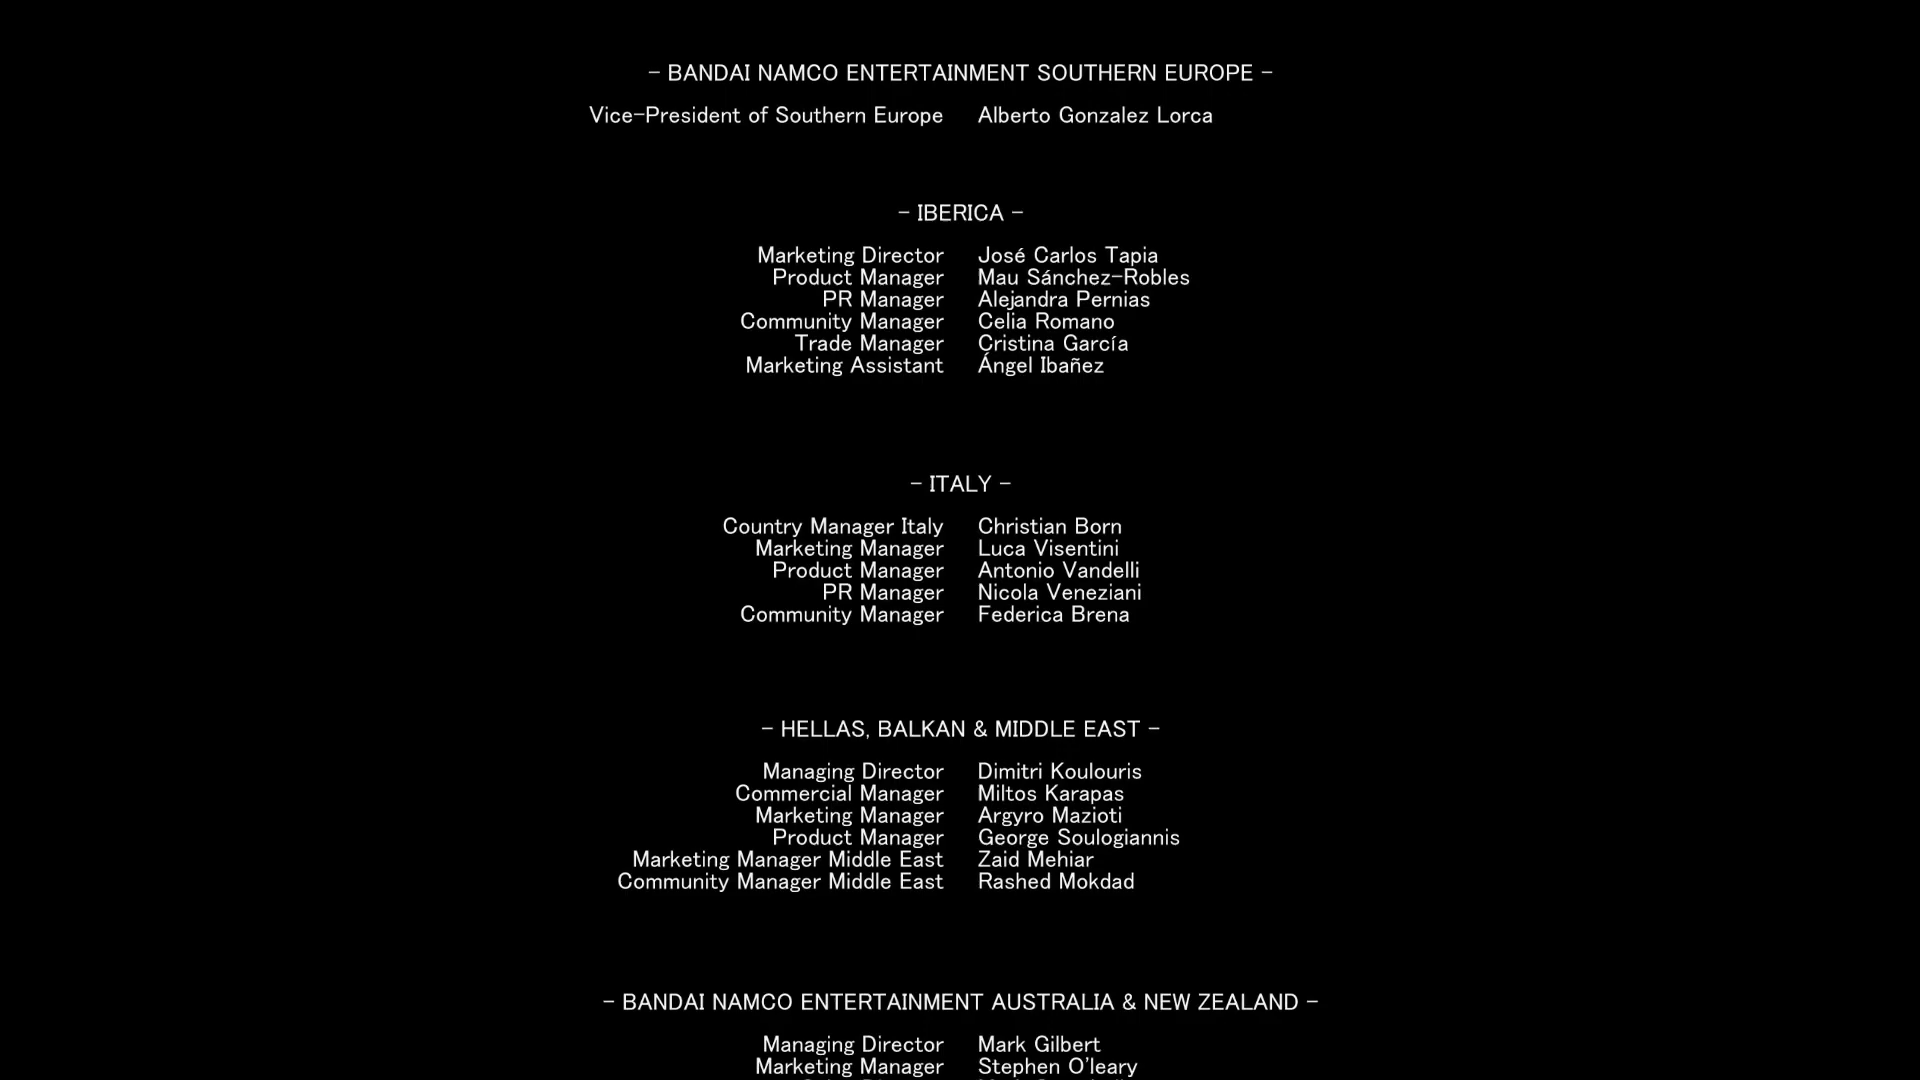 – BANDAI NAMCO ENTERTAINMENT SOUTHERN EUROPE –
Vice-President of Southern Europe Alberto Gonzalez Lorca
– IBERICA –
Marketing Director José Carlos Tapia
Product Manager Mau Sánchez-Robles
PR Manager Alejandra Pernias
Community Manager Celia Romano
Trade Manager Cristina García
Marketing Assistant Ángel Ibañez
– ITALY –
Country Manager Italy Christian Born
Marketing Manager Luca Visentini
Product Manager Antonio Vandelli
PR Manager Nicola Veneziani
Community Manager Federica Brena
– HELLAS, BALKAN & MIDDLE EAST –
Managing Director Dimitri Koulouris
Commercial Manager Miltos Karapas
Marketing Manager Argyro Mazioti
Product Manager George Soulogiannis
Marketing Manager Middle East Zaid Mehiar
Community Manager Middle East Rashed Mokdad
– BANDAI NAMCO ENTERTAINMENT AUSTRALIA & NEW ZEALAND –
Managing Director Mark Gilbert
Marketing Manager Stephen O'leary